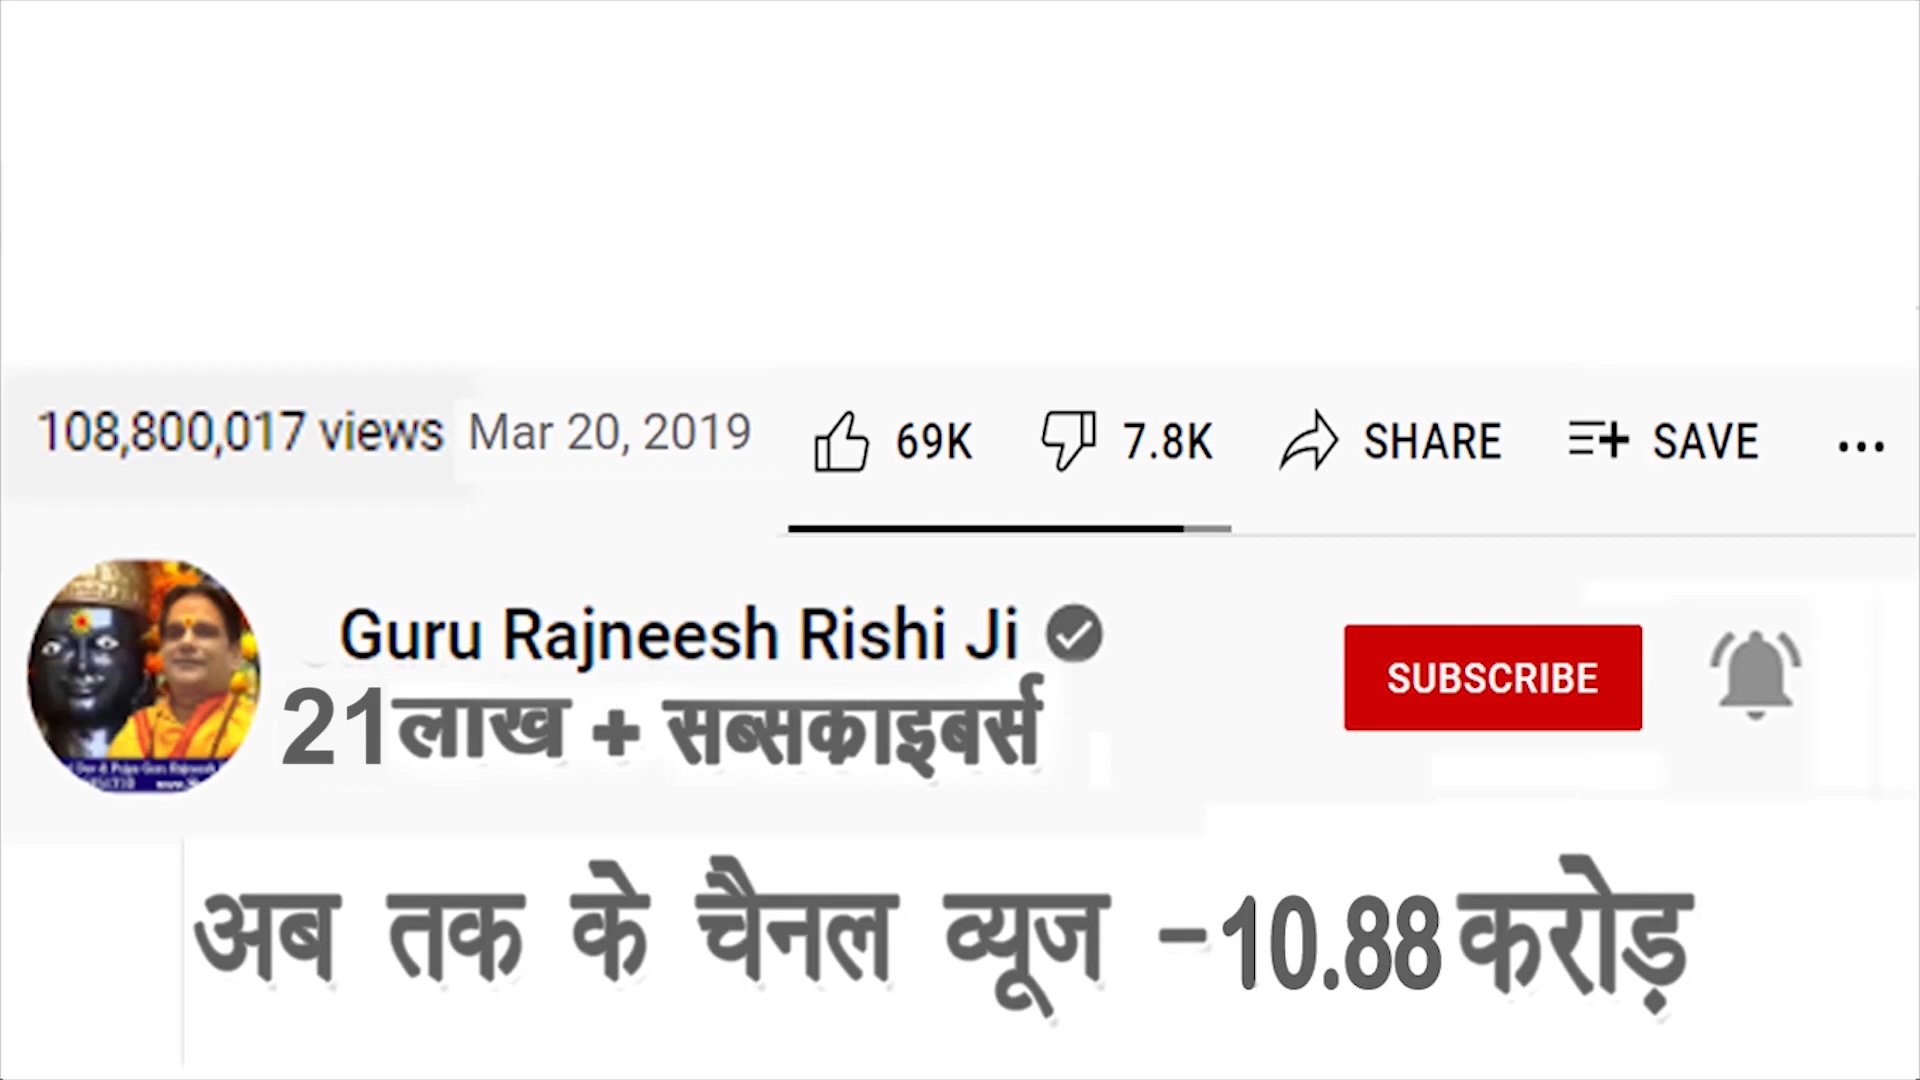 108,800,017 views Mar 20, 2019 69K 7.8K SHARE SAVE ...
Guru Rajneesh Rishi Ji SUBSCRIBE
21लाख + सब्सक्राइबर्स
अब तक के चैनल व्यूज -10.88 करोड़